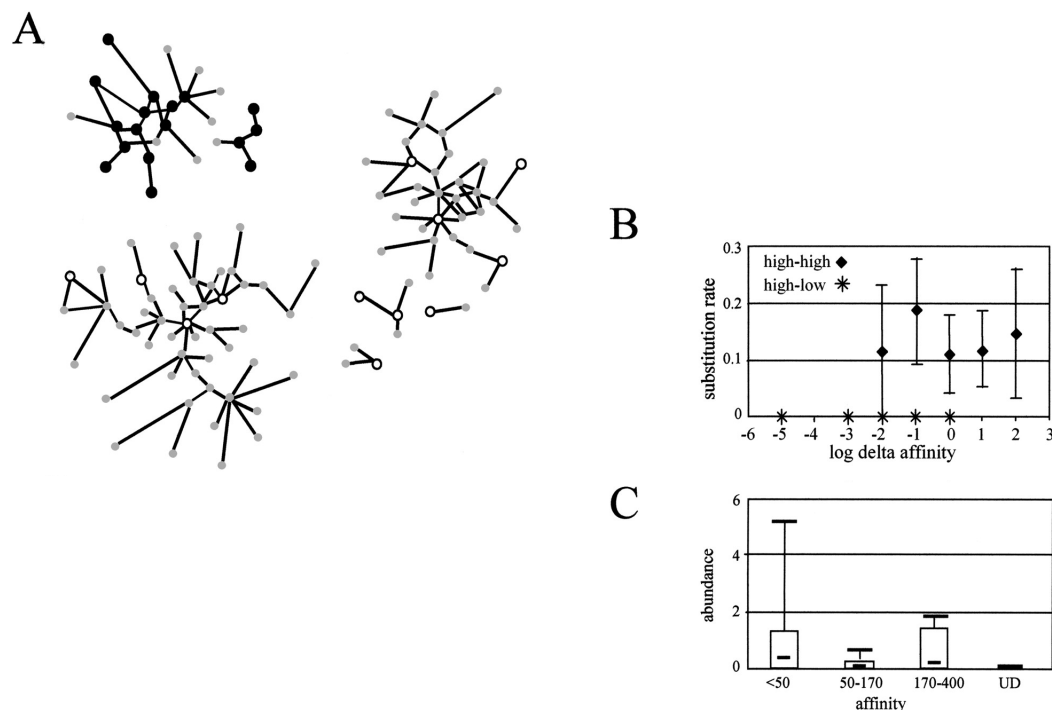 A
B
0.3
high-high
high-low
0.2
0.1
0
substitution rate
-6 -5 -4 -3 -2 -1 0 1 2 3
log delta affinity
C
6
4
2
0
abundance
<50 50-170 170-400 UD
affinity